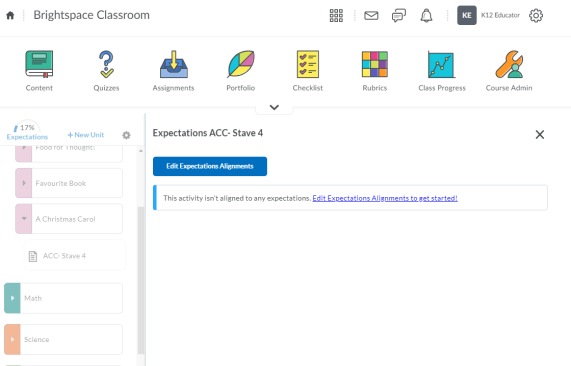 Brightspace Classroom
KE K12 Educator
Content Quizzes Assignments Portfolio Checklist Rubrics Class Progress Course Admin
17%
Expectations
+ New Unit
Food for Thought!
Favourite Book
A Christmas Carol
ACC- Stave 4
Math
Science
Expectations ACC- Stave 4
Edit Expectations Alignments
This activity isn't aligned to any expectations. Edit Expectations Alignments to get started!